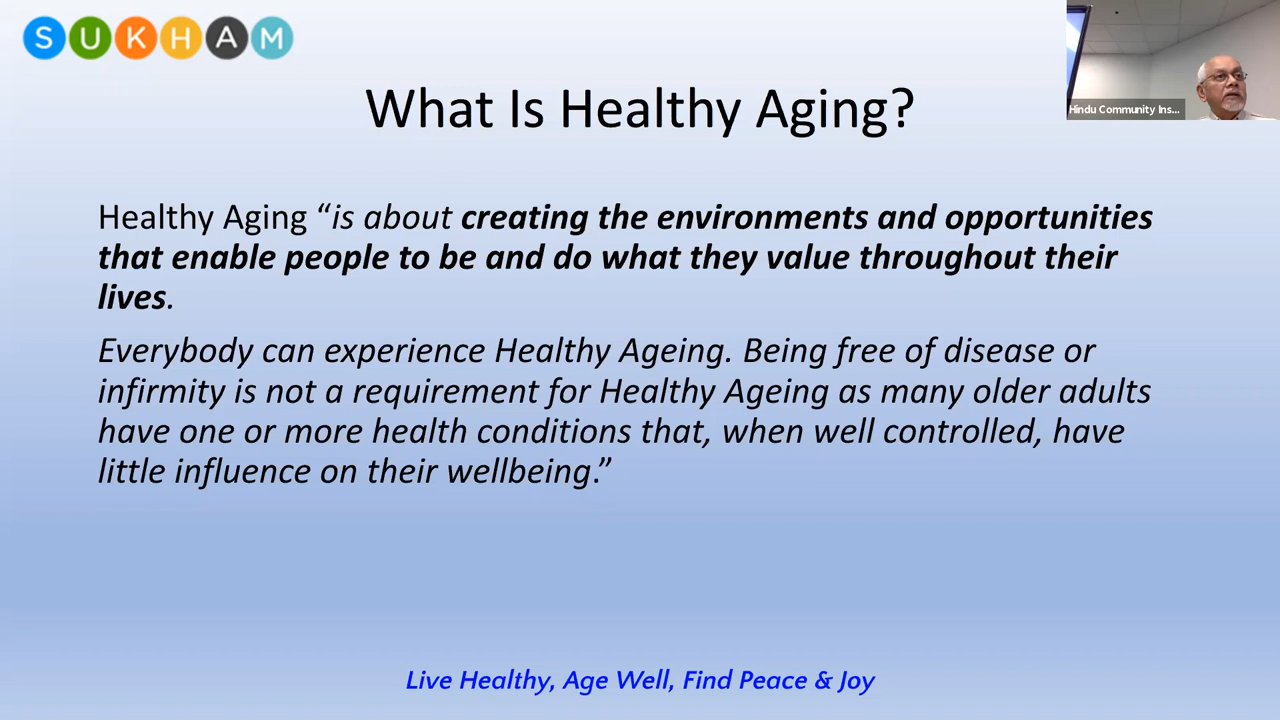 SUKHAM
What Is Healthy Aging?
Hindu Community Ins...
Healthy Aging “is about creating the environments and opportunities
that enable people to be and do what they value throughout their
lives.
Everybody can experience Healthy Ageing. Being free of disease or
infirmity is not a requirement for Healthy Ageing as many older adults
have one or more health conditions that, when well controlled, have
little influence on their wellbeing.”
Live Healthy, Age Well, Find Peace & Joy